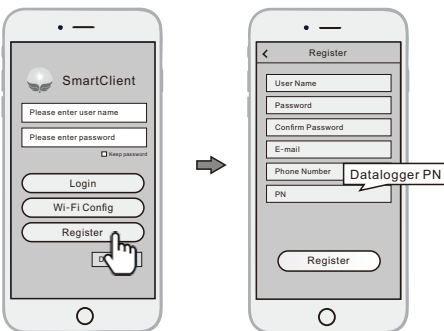 SmartClient
Please enter user name
Please enter password
Keep password
Login
Wi-Fi Config
Register
D
Register
User Name
Password
Confirm Password
E-mail
Phone Number
Datalogger PN
PN
Register